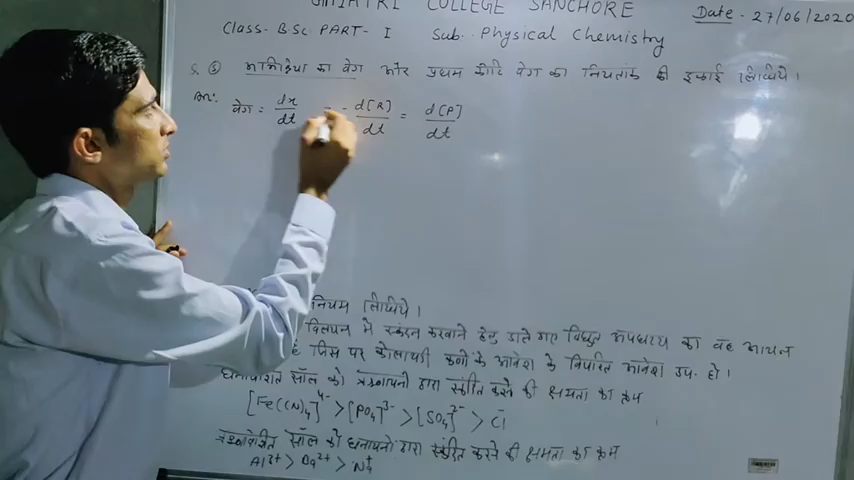 GAYATRI COLLEGE SANCHORE
Date - 27/06/2020
Class- BSC PART - I Sub. Physical Chemistry
अभिक्रिया का वेग और प्रथम कोटि वेग का नियतांक की इकाई लिखिये।
Ans: वेग = dx/dt = - d[R]/dt = d[P]/dt
नियम लिखिये।
विलयन में स्कंदन करवाने हेतु डाले गए विद्युत अपघट्य का वह आयन
जिस पर कोलायडी कणों के आवेश के विपरित आवेश उप. हो।
धनावेशित सॉल को ऋणायनो द्वारा स्कंदित करने की क्षमता का क्रम
[Fe(CN)₆]⁴⁻ > [PO₄]³⁻ > [SO₄]²⁻ > Cl⁻
ऋणावेशित सॉल को धनायनो द्वारा स्कंदित करने की क्षमता का क्रम
Al³⁺ > Ba²⁺ > Na⁺